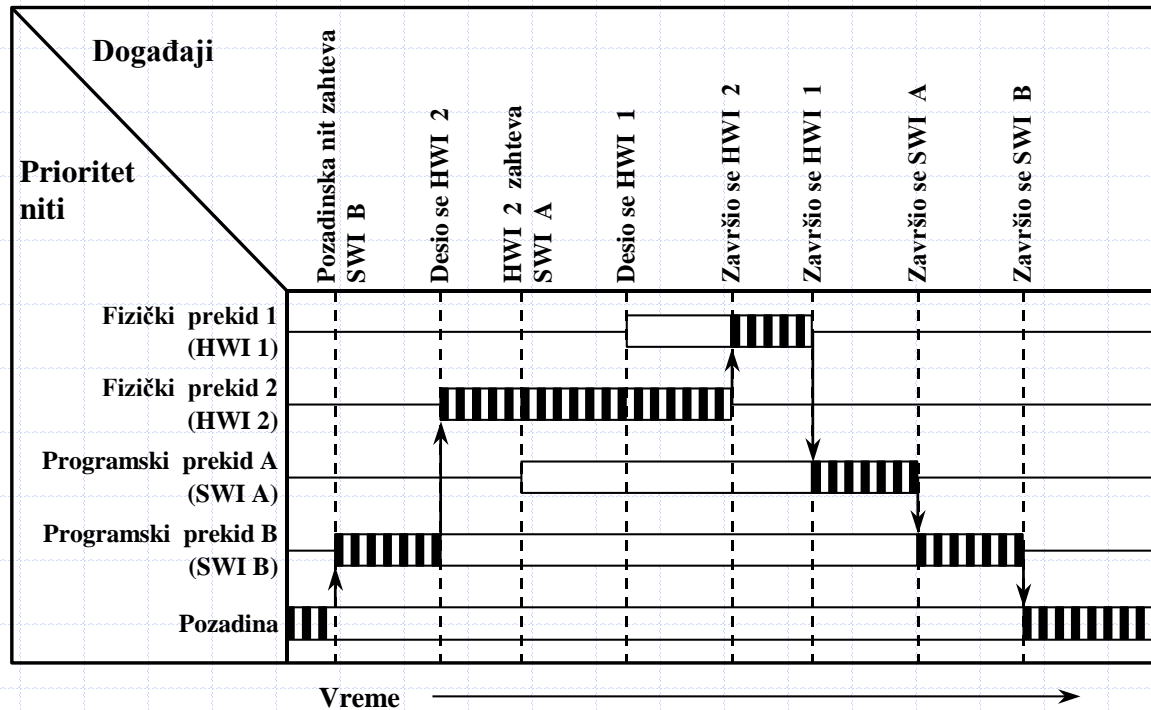 Događaji
Prioritet
niti
Pozadinska nit zahteva
SWI B
Desio se HWI 2
HWI 2 zahteva
SWI A
Desio se HWI 1
Završio se HWI 2
Završio se HWI 1
Završio se SWI A
Završio se SWI B
Fizički prekid 1
(HWI 1)
Fizički prekid 2
(HWI 2)
Programski prekid A
(SWI A)
Programski prekid B
(SWI B)
Pozadina
Vreme